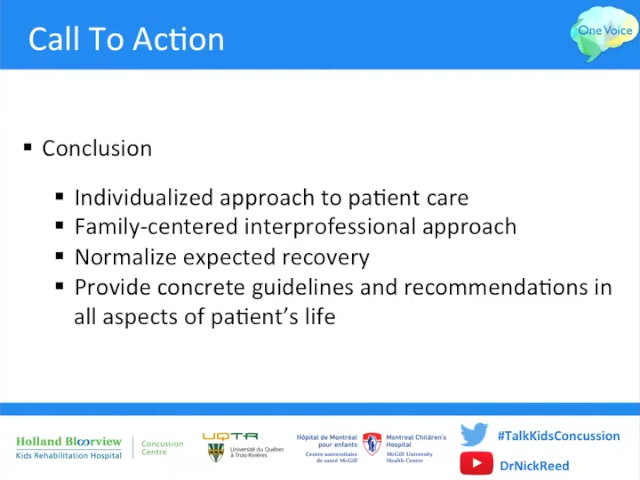 Call To Action
One Voice
▪ Conclusion
▪ Individualized approach to patient care
▪ Family-centered interprofessional approach
▪ Normalize expected recovery
▪ Provide concrete guidelines and recommendations in
all aspects of patient's life
Holland Bloorview
Kids Rehabilitation Hospital
Concussion
Centre
UQTR
Université du Québec
à Trois-Rivières
Hôpital de Montréal
pour enfants
Centre universitaire
de santé McGill
Montreal Children's
Hospital
McGill University
Health Centre
#TalkKidsConcussion
DrNickReed